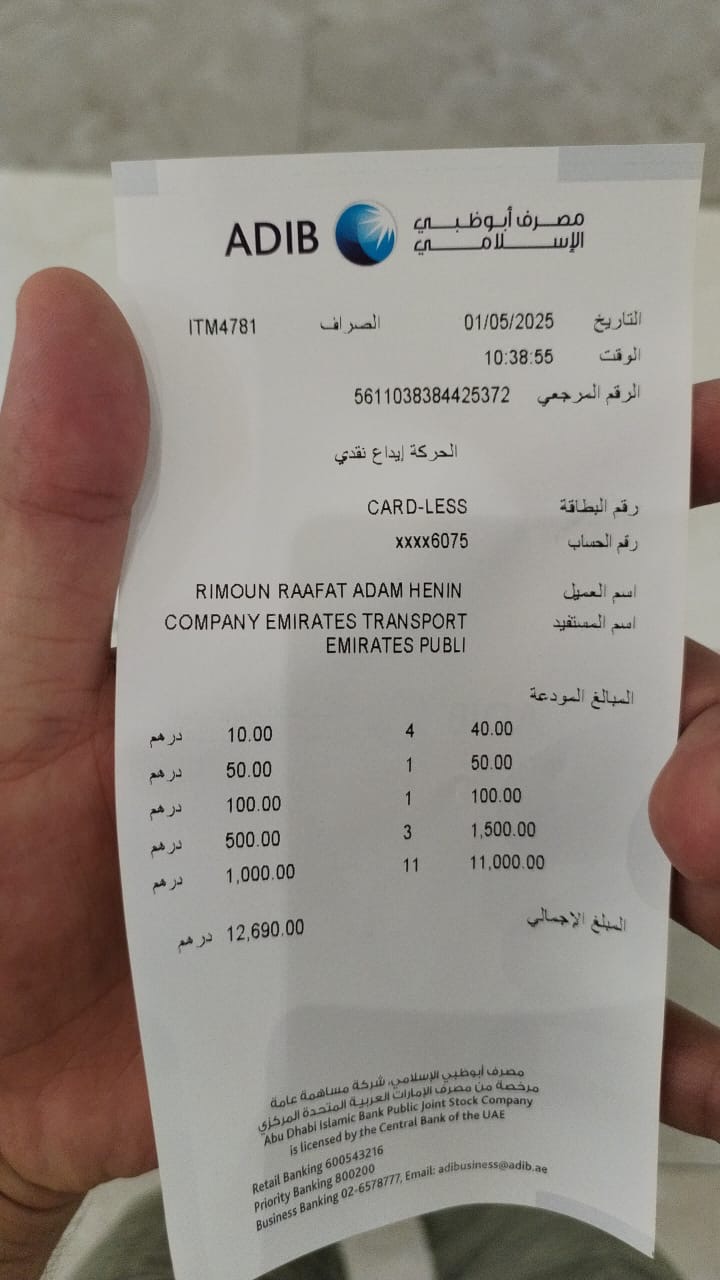 ADIB مصرف أبوظبي
الإسلامي
التاريخ 01/05/2025 الصراف ITM4781
الوقت 10:38:55
الرقم المرجعي 5611038384425372
الحركة إيداع نقدي
رقم البطاقة CARD-LESS
رقم الحساب xxxx6075
اسم العميل RIMOUN RAAFAT ADAM HENIN
اسم المستفيد COMPANY EMIRATES TRANSPORT
EMIRATES PUBLI
المبالغ المودعة
40.00 4 10.00 درهم
50.00 1 50.00 درهم
100.00 1 100.00 درهم
1,500.00 3 500.00 درهم
11,000.00 11 1,000.00 درهم
المبلغ الإجمالي 12,690.00 درهم
مصرف أبوظبي الإسلامي، شركة مساهمة عامة
مرخصة من مصرف الإمارات العربية المتحدة المركزي
Abu Dhabi Islamic Bank Public Joint Stock Company
is licensed by the Central Bank of the UAE
Retail Banking 600543216
Priority Banking 800200
Business Banking 02-6578777, Email: adibusiness@adib.ae